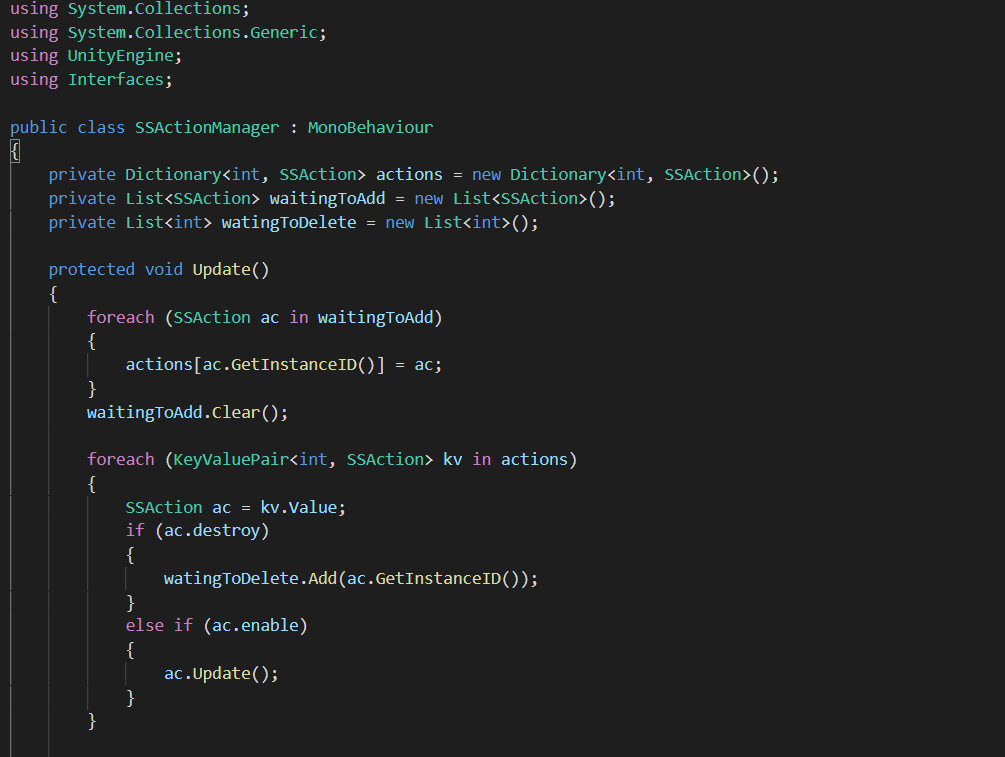 using System.Collections;
using System.Collections.Generic;
using UnityEngine;
using Interfaces;
public class SSActionManager : MonoBehaviour
{
    private Dictionary<int, SSAction> actions = new Dictionary<int, SSAction>();
    private List<SSAction> waitingToAdd = new List<SSAction>();
    private List<int> watingToDelete = new List<int>();
    protected void Update()
    {
        foreach (SSAction ac in waitingToAdd)
        {
            actions[ac.GetInstanceID()] = ac;
        }
        waitingToAdd.Clear();
        foreach (KeyValuePair<int, SSAction> kv in actions)
        {
            SSAction ac = kv.Value;
            if (ac.destroy)
            {
                watingToDelete.Add(ac.GetInstanceID());
            }
            else if (ac.enable)
            {
                ac.Update();
            }
        }